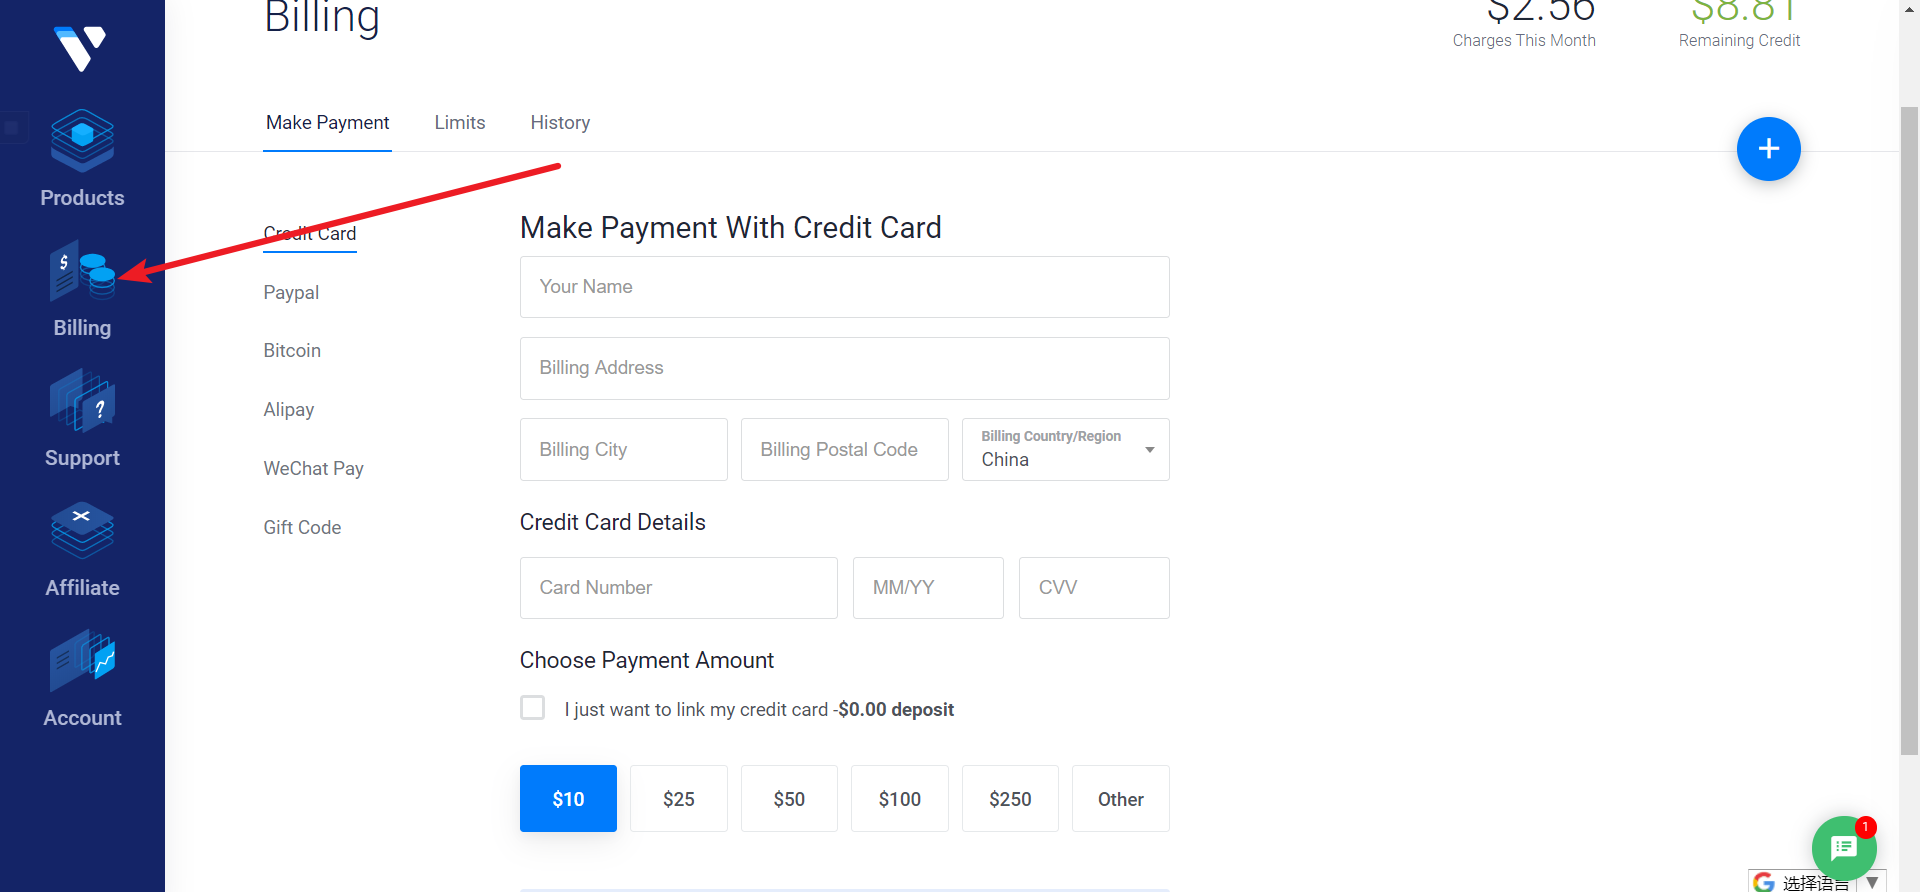 Billing
$2.56
Charges This Month
$8.81
Remaining Credit
Make Payment
Limits
History
+
Products
Billing
Support
Affiliate
Account
Credit Card
Paypal
Bitcoin
Alipay
WeChat Pay
Gift Code
Make Payment With Credit Card
Your Name
Billing Address
Billing City
Billing Postal Code
Billing Country/Region
China
Credit Card Details
Card Number
MM/YY
CVV
Choose Payment Amount
I just want to link my credit card -$0.00 deposit
$10
$25
$50
$100
$250
Other
1
选择语言